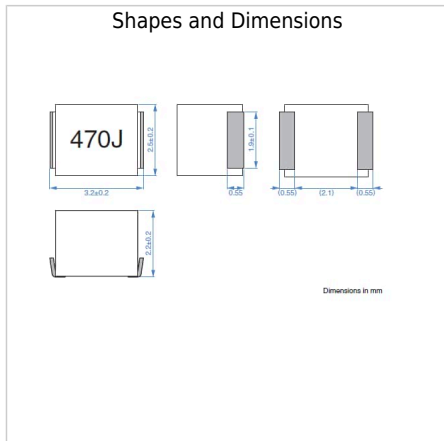 Shapes and Dimensions
470J
2.5±0.2
1.9±0.1
3.2±0.2
0.55
(0.55)
(2.1)
(0.55)
2.2±0.2
Dimensions in mm